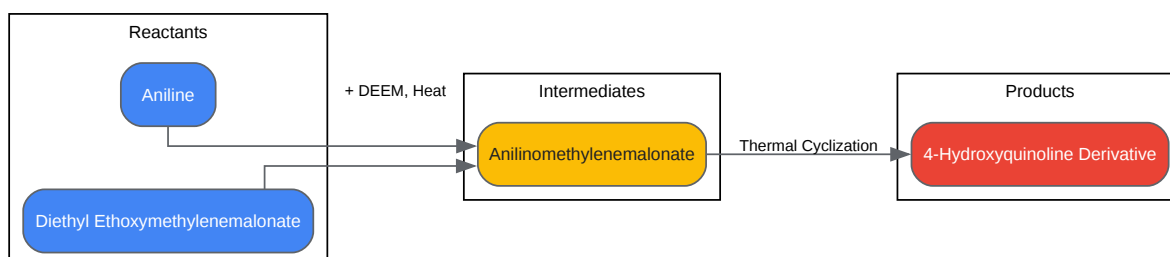 Reactants
Aniline
Diethyl Ethoxymethylenemalonate
+ DEEM, Heat
Intermediates
Anilinomethylenemalonate
Thermal Cyclization
Products
4-Hydroxyquinoline Derivative